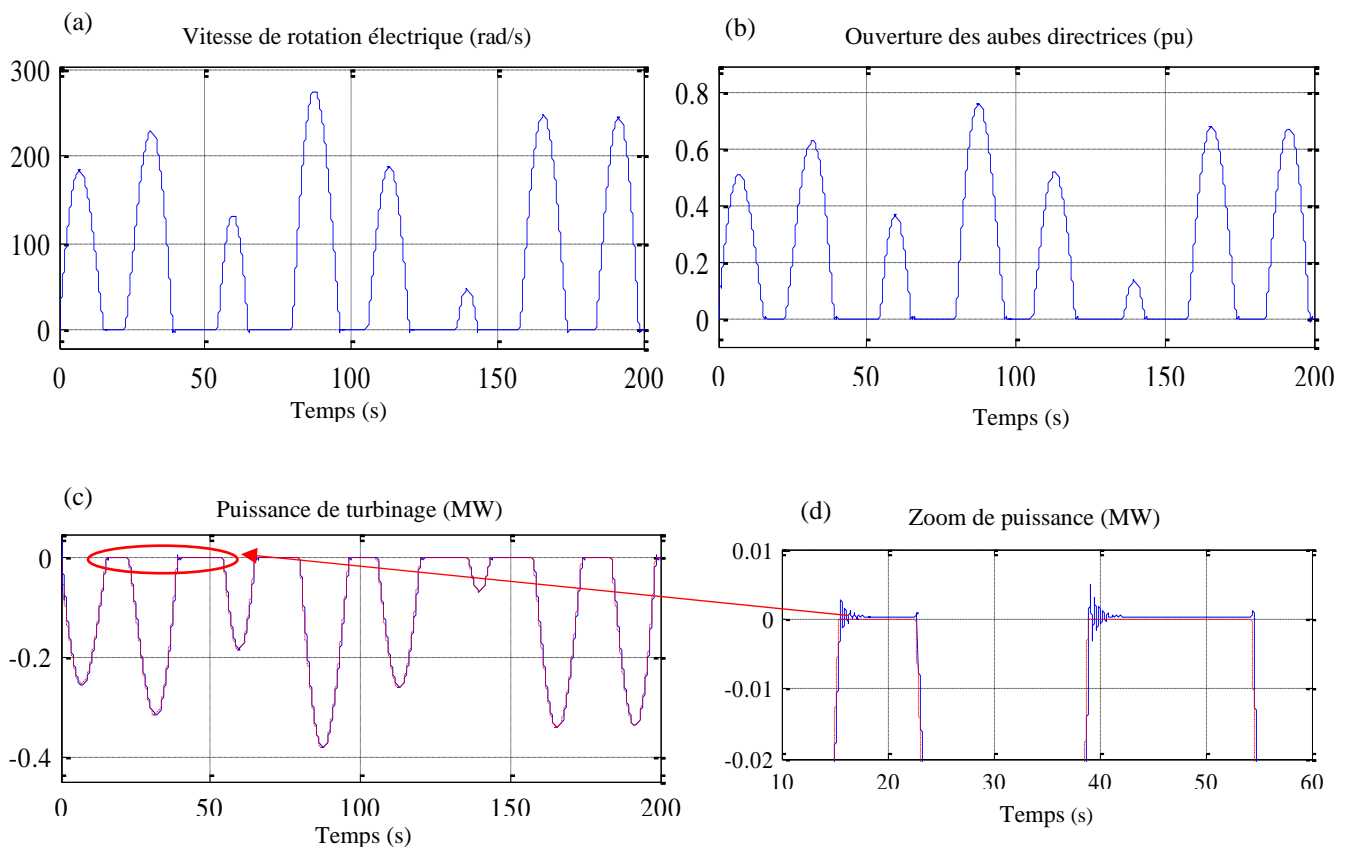 (a)
Vitesse de rotation électrique (rad/s)
300
200
100
0
0 50 100 150 200
Temps (s)
(b)
Ouverture des aubes directrices (pu)
0.8
0.6
0.4
0.2
0
0 50 100 150 200
Temps (s)
(c)
Puissance de turbinage (MW)
0
-0.2
-0.4
0 50 100 150 200
Temps (s)
(d)
Zoom de puissance (MW)
0.01
0
-0.01
-0.02
10 20 30 40 50 60
Temps (s)